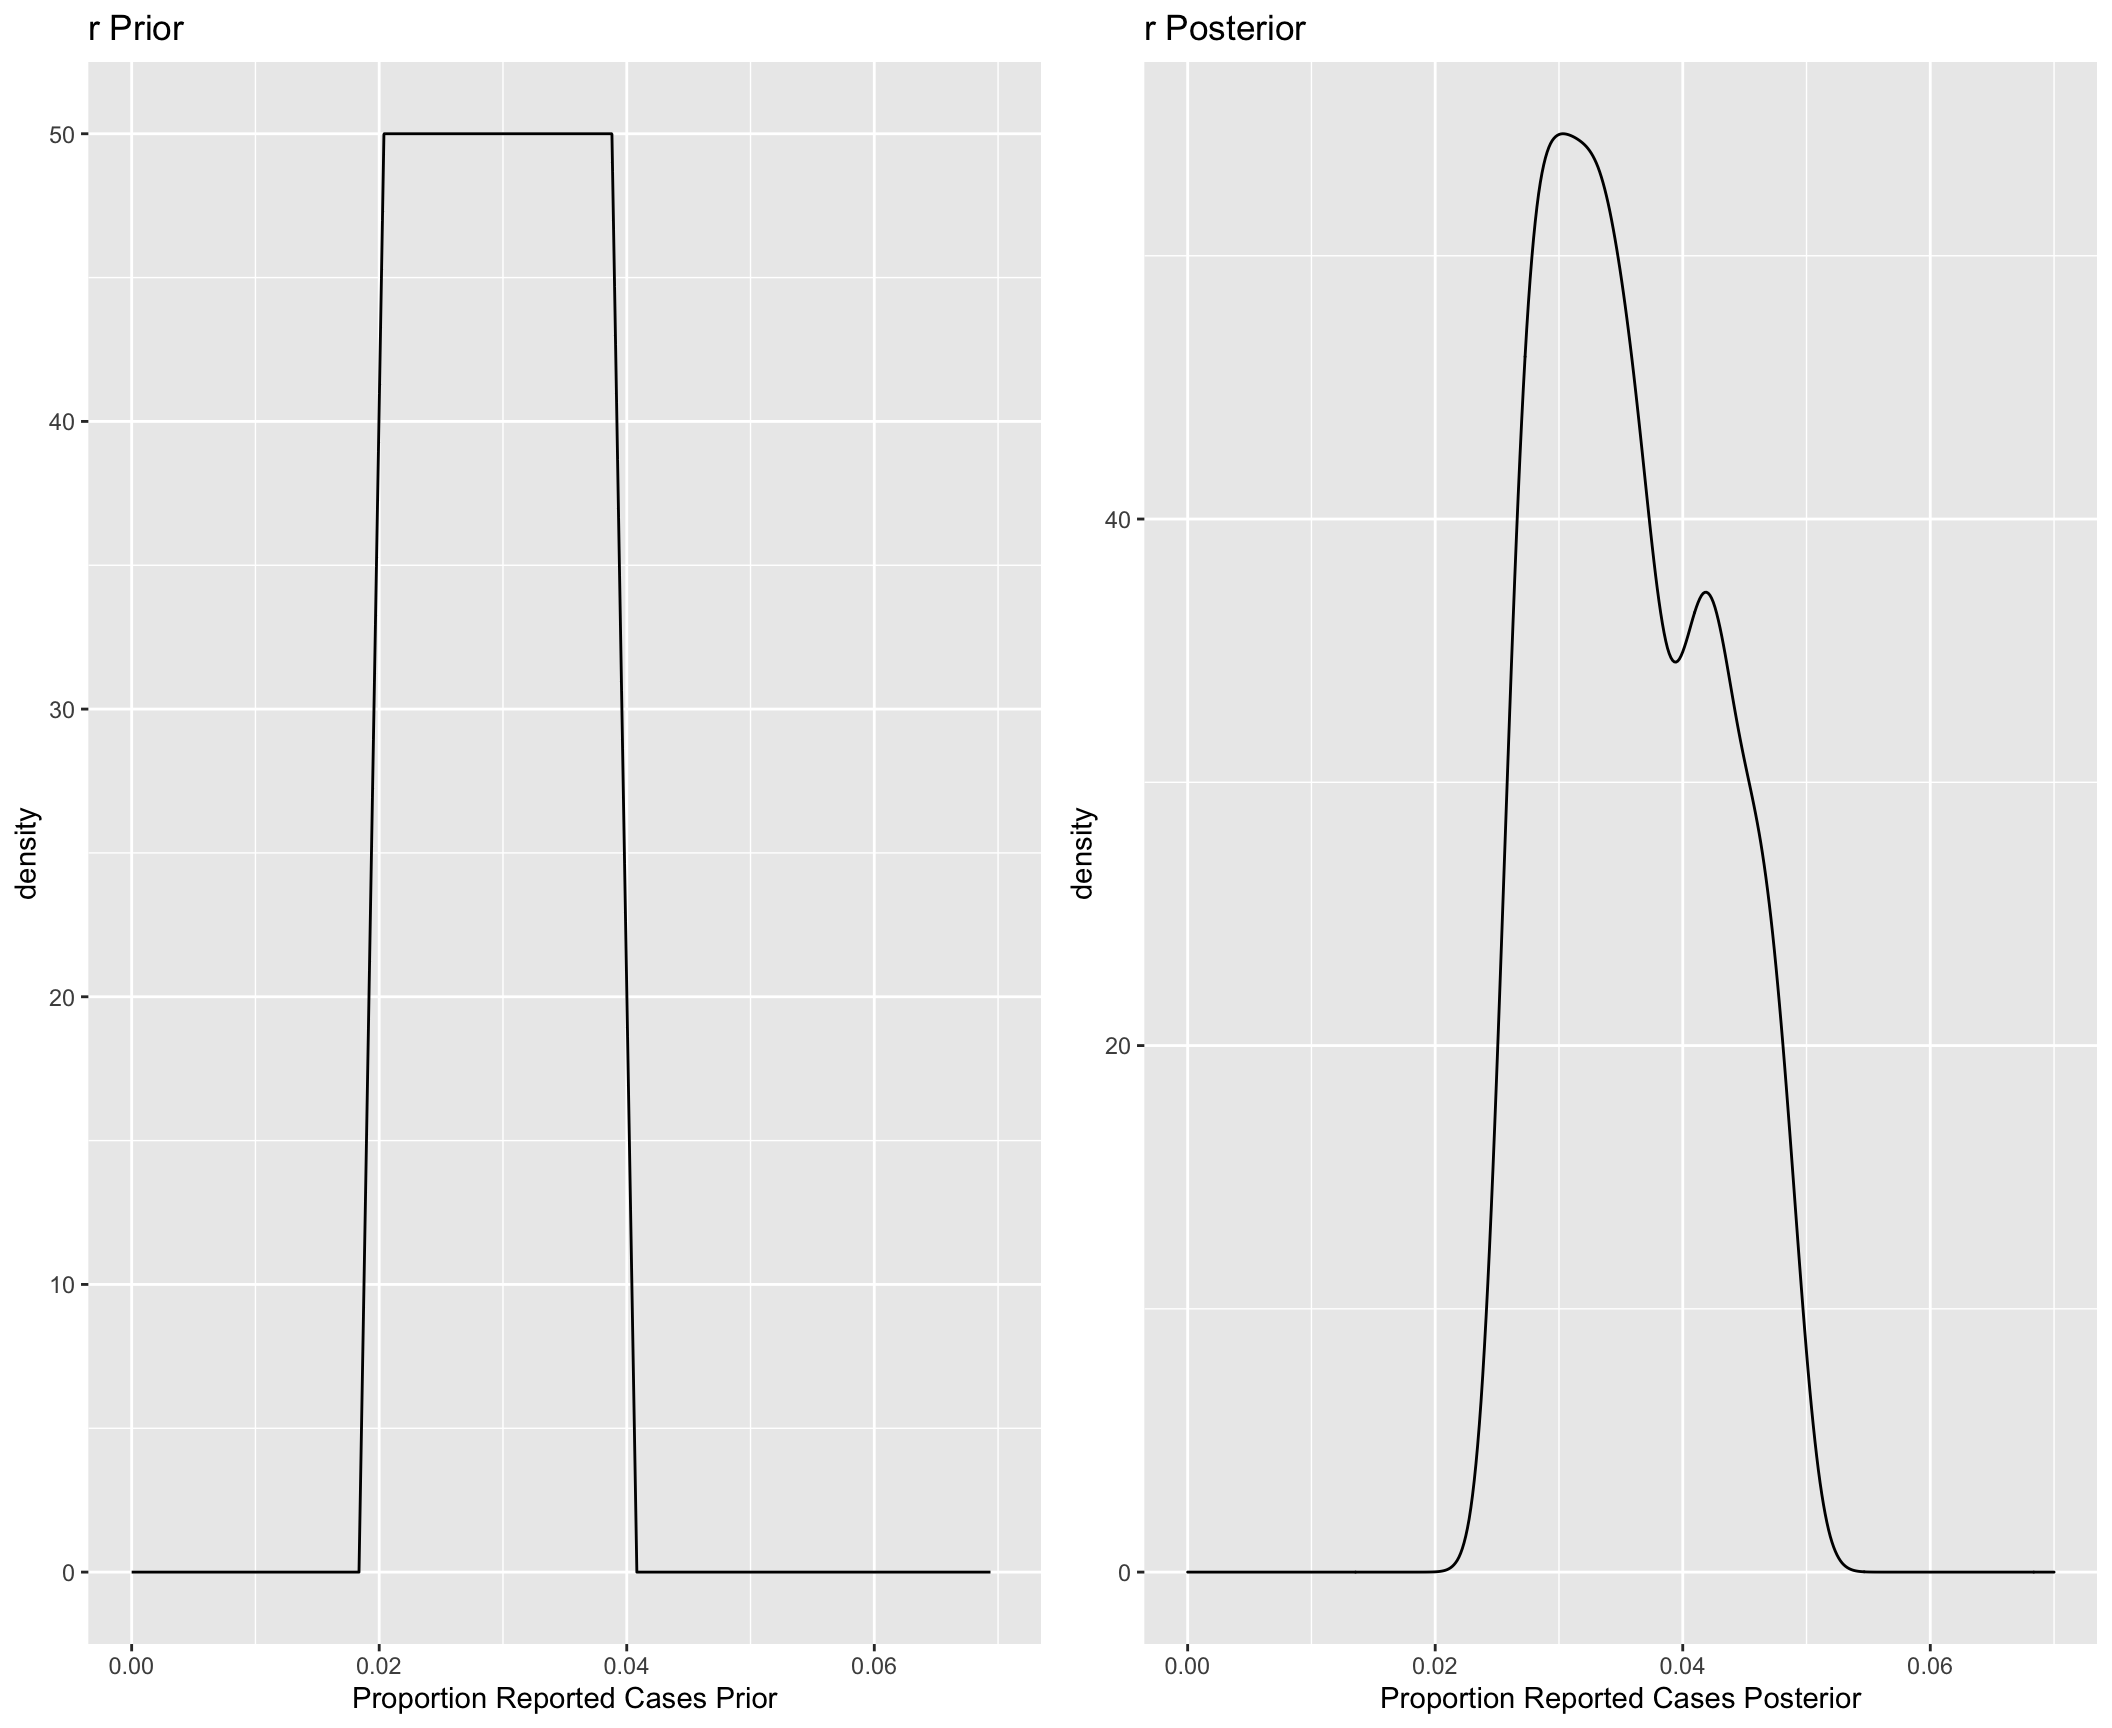 r Prior
density
50
40
30
20
10
0
0.00 0.02 0.04 0.06
Proportion Reported Cases Prior
r Posterior
density
40
20
0
0.00 0.02 0.04 0.06
Proportion Reported Cases Posterior